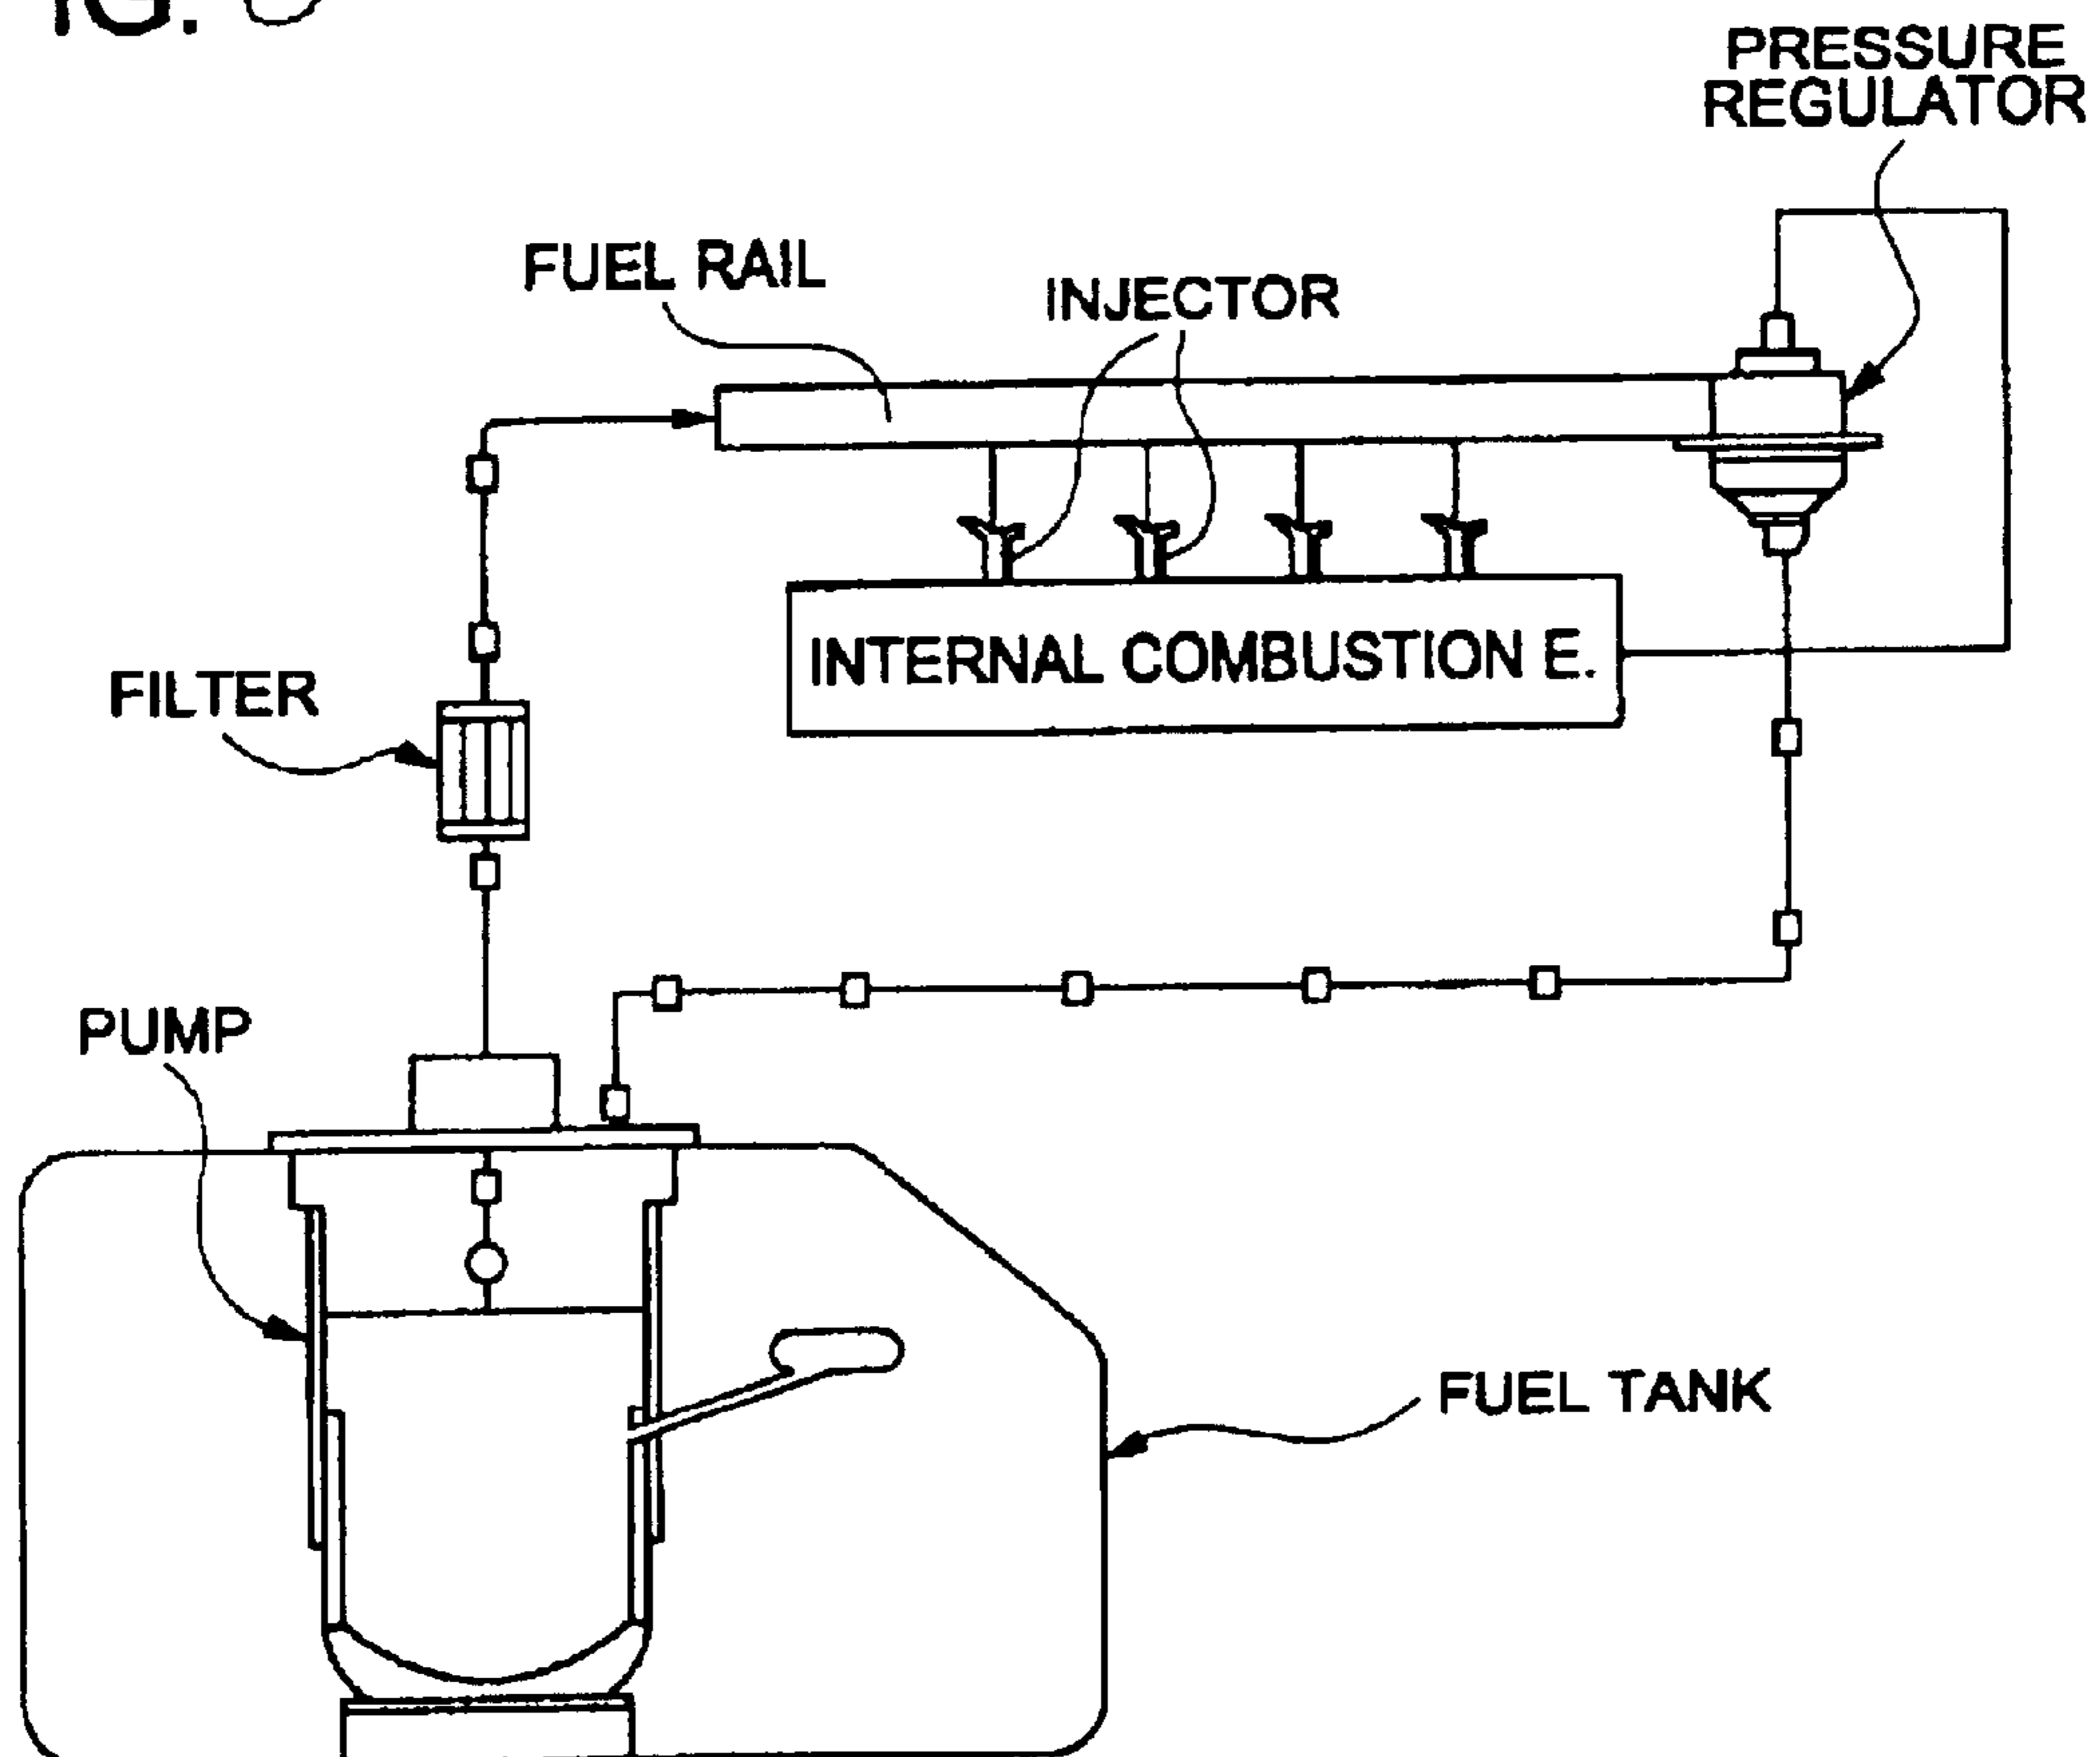 PRESSURE
REGULATOR
FUEL RAIL
INJECTOR
INTERNAL COMBUSTION E.
FILTER
PUMP
FUEL TANK